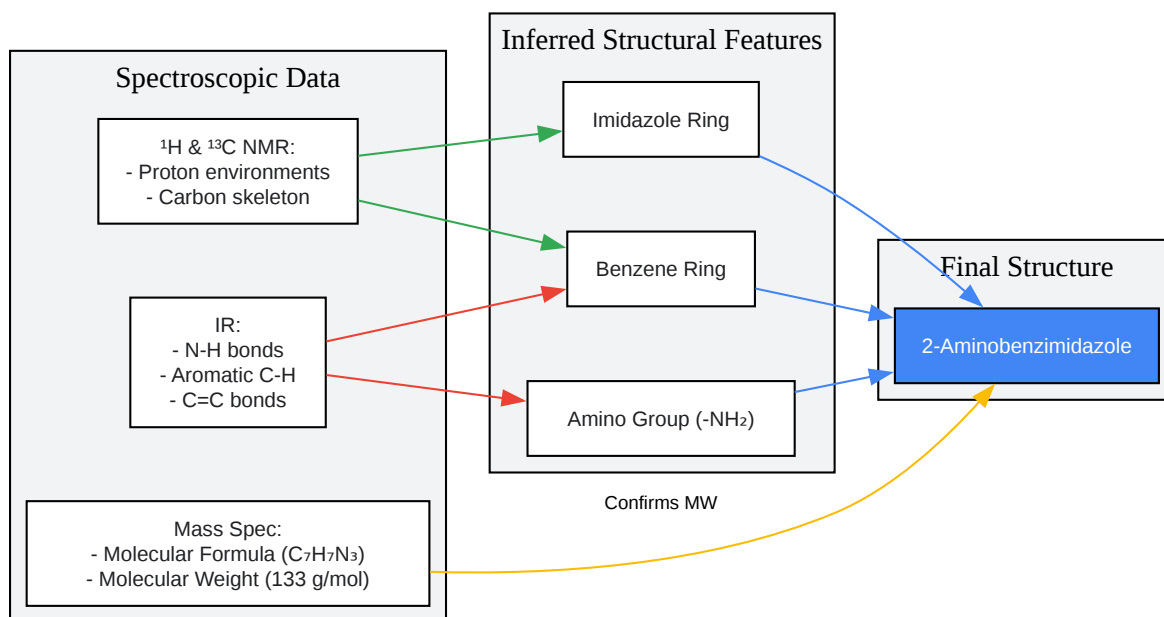 Spectroscopic Data
¹H & ¹³C NMR:
- Proton environments
- Carbon skeleton
IR:
- N-H bonds
- Aromatic C-H
- C=C bonds
Mass Spec:
- Molecular Formula (C₇H₇N₃)
- Molecular Weight (133 g/mol)
Inferred Structural Features
Imidazole Ring
Benzene Ring
Amino Group (-NH₂)
Confirms MW
Final Structure
2-Aminobenzimidazole